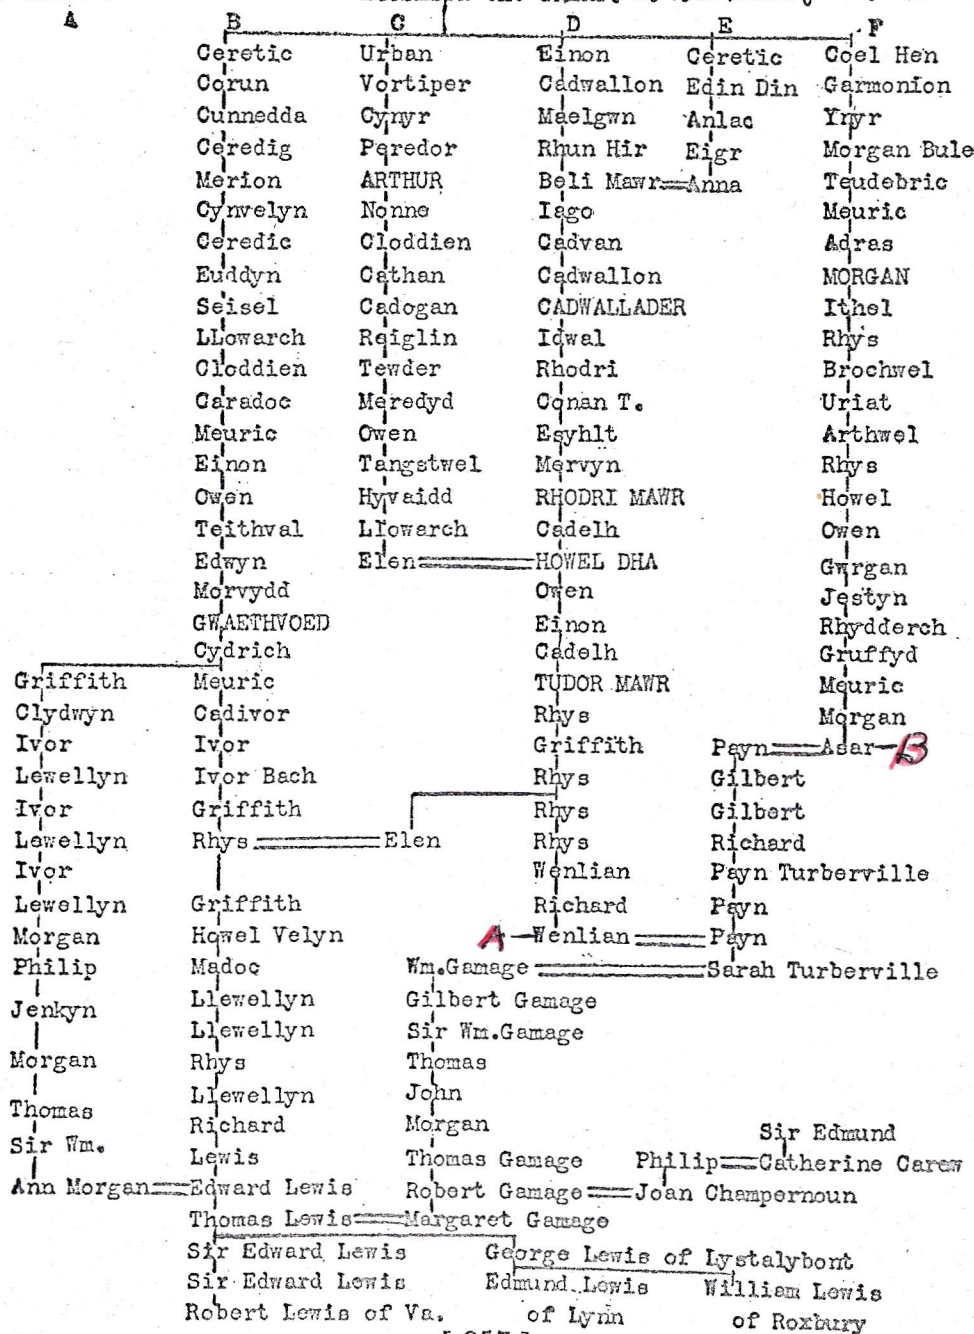 A B C D E F
Ceretic Urban Einon Ceretic Coel Hen
Corun Vortiper Cadwallon Edin Din Garmonion
Cunnedda Cynyr Maelgwn Anlac Ynyr
Ceredig Peredor Rhun Hir Eigr Morgan Bule
Merion ARTHUR Beli Mawr Anna Teudebric
Cynvelyn Nonne Iago Meuric
Ceredic Cloddien Cadvan Adras
Euddyn Cathan Cadwallon MORGAN
Seisel Cadogan CADWALLADER Ithel
LLowarch Reiglin Idwal Rhys
Cloddien Tewder Rhodri Brochwel
Caradoc Meredyd Conan T. Uriat
Meuric Owen Esyhlt Arthwel
Einon Tangstwel Mervyn Rhys
Owen Hyvaidd RHODRI MAWR Howel
Teithval Llowarch Cadelh Owen
Edwyn Elen HOWEL DHA Gwrgan
Morvydd Owen Jestyn
GWAETHVOED Einon Rhydderch
Cydrich Cadelh Gruffyd
Griffith Meuric TUDOR MAWR Meuric
Clydwyn Cadivor Rhys Morgan
Ivor Ivor Griffith Payn Asar B
Lewellyn Ivor Bach Rhys Gilbert
Ivor Griffith Rhys Gilbert
Lewellyn Rhys Elen Rhys Richard
Ivor Wenlian Payn Turberville
Lewellyn Griffith Richard Payn
Morgan Howel Velyn A Wenlian Payn
Philip Madoc Wm.Gamage Sarah Turberville
Jenkyn Llewellyn Gilbert Gamage
Llewellyn Sir Wm.Gamage
Morgan Rhys Thomas
Thomas Llewellyn John
Sir Wm. Richard Morgan Sir Edmund
Lewis Thomas Gamage Philip Catherine Carew
Ann Morgan Edward Lewis Robert Gamage Joan Champernoun
Thomas Lewis Margaret Gamage
Sir Edward Lewis George Lewis of Lystalybont
Sir Edward Lewis Edmund Lewis William Lewis
Robert Lewis of Va. of Lynn of Roxbury